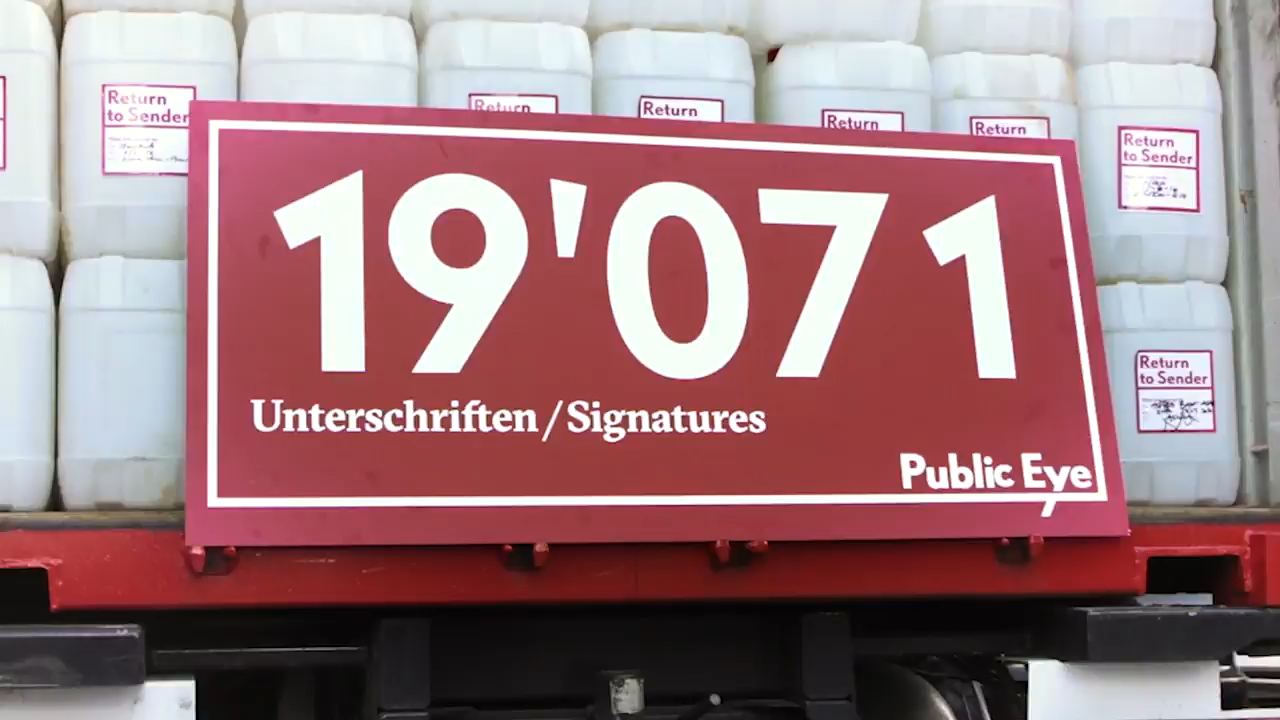 Return
to Sender
Return
Return
Return
Return
Return
to Sender
19'071
Unterschriften / Signatures
Public Eye
Return
to Sender